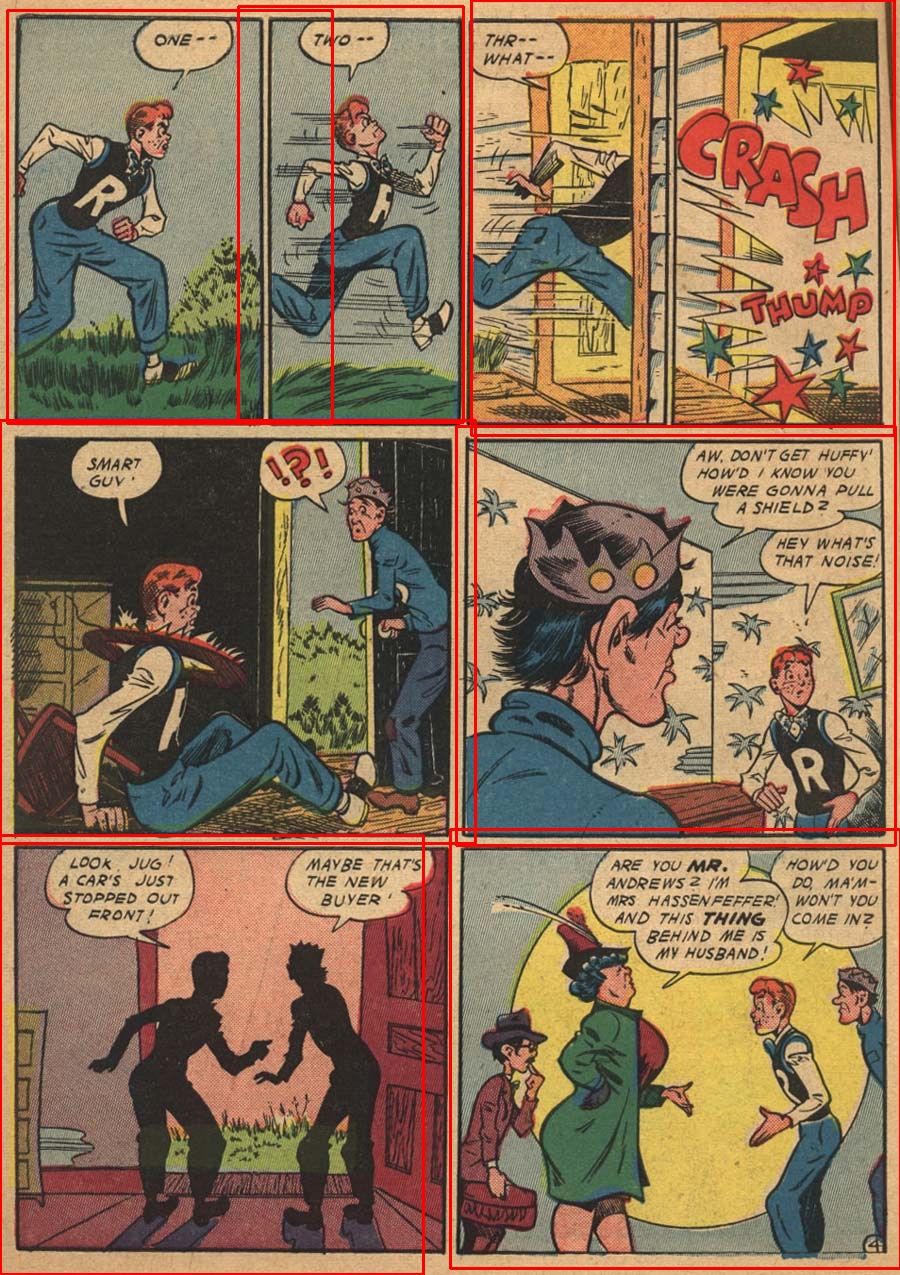 ONE--
TWO--
THR--
WHAT--
CRASH
THUMP
R
R
SMART
GUY.
!?!
AW, DON'T GET HUFFY!
HOW'D I KNOW YOU
WERE GONNA PULL
A SHIELD?
HEY WHAT'S
THAT NOISE!
R
LOOK, JUG!
A CAR'S JUST
STOPPED OUT
FRONT!
MAYBE THAT'S
THE NEW
BUYER!
ARE YOU MR.
ANDREWS? I'M
MRS HASSENFEFFER!
AND THIS THING
BEHIND ME IS
MY HUSBAND!
HOW'D YOU
DO, MA'M-
WON'T YOU
COME IN?
4